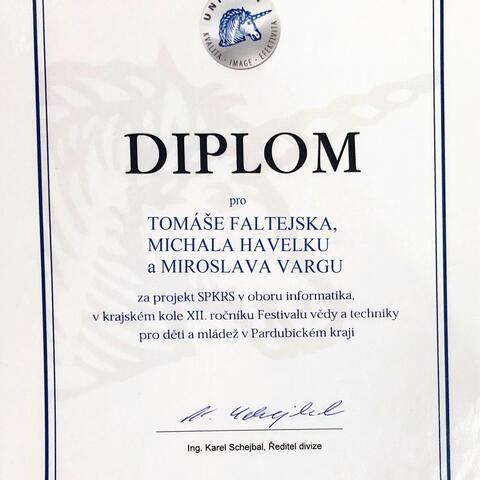 KVALITA · IMAGE · EFEKTIVITA
DIPLOM
pro
TOMÁŠE FALTEJSKA,
MICHALA HAVELKU
a MIROSLAVA VARGU
za projekt SPKRS v oboru informatika,
v krajském kole XII. ročníku Festivalu vědy a techniky
pro děti a mládež v Pardubickém kraji
Ing. Karel Schejbal, Ředitel divize